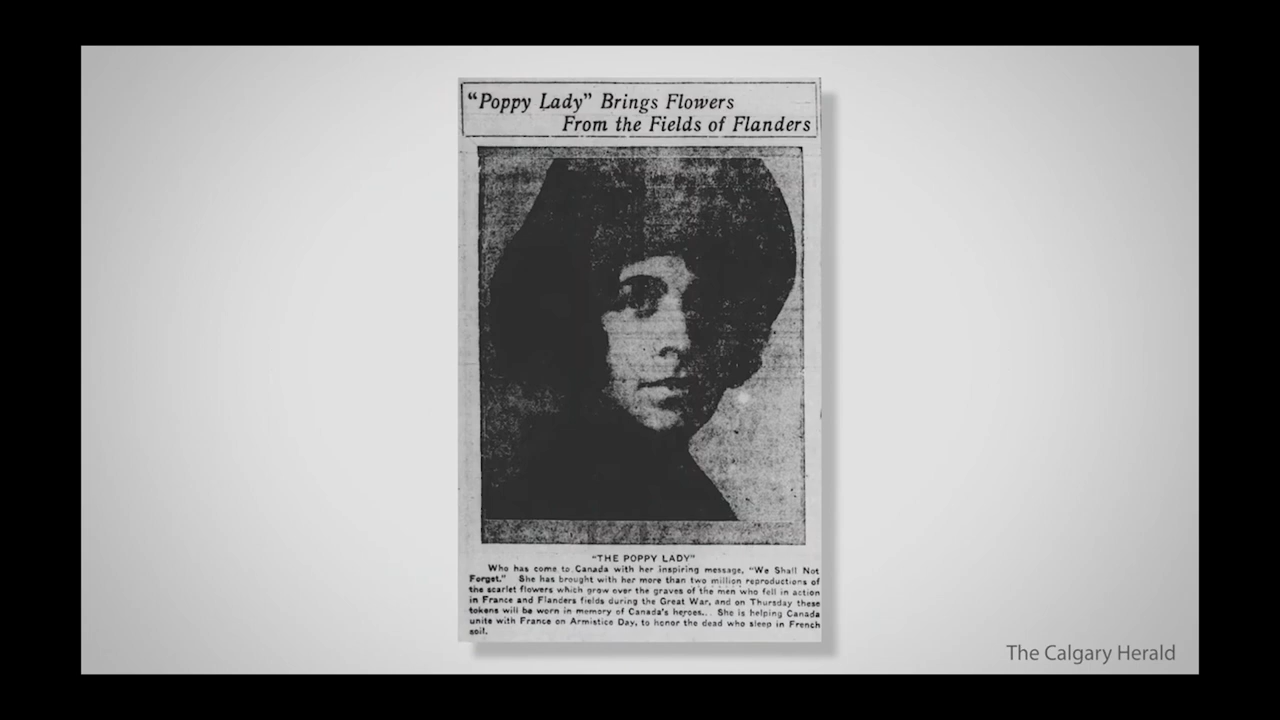 “Poppy Lady” Brings Flowers
From the Fields of Flanders
“THE POPPY LADY”
Who has come to Canada with her inspiring message, “We Shall Not
Forget.” She has brought with her more than two million reproductions of
the scarlet flowers which grow over the graves of the men who fell in action
in France and Flanders fields during the Great War, and on Thursday these
tokens will be worn in memory of Canada's heroes... She is helping Canada
unite with France on Armistice Day, to honor the dead who sleep in French
soil.
The Calgary Herald